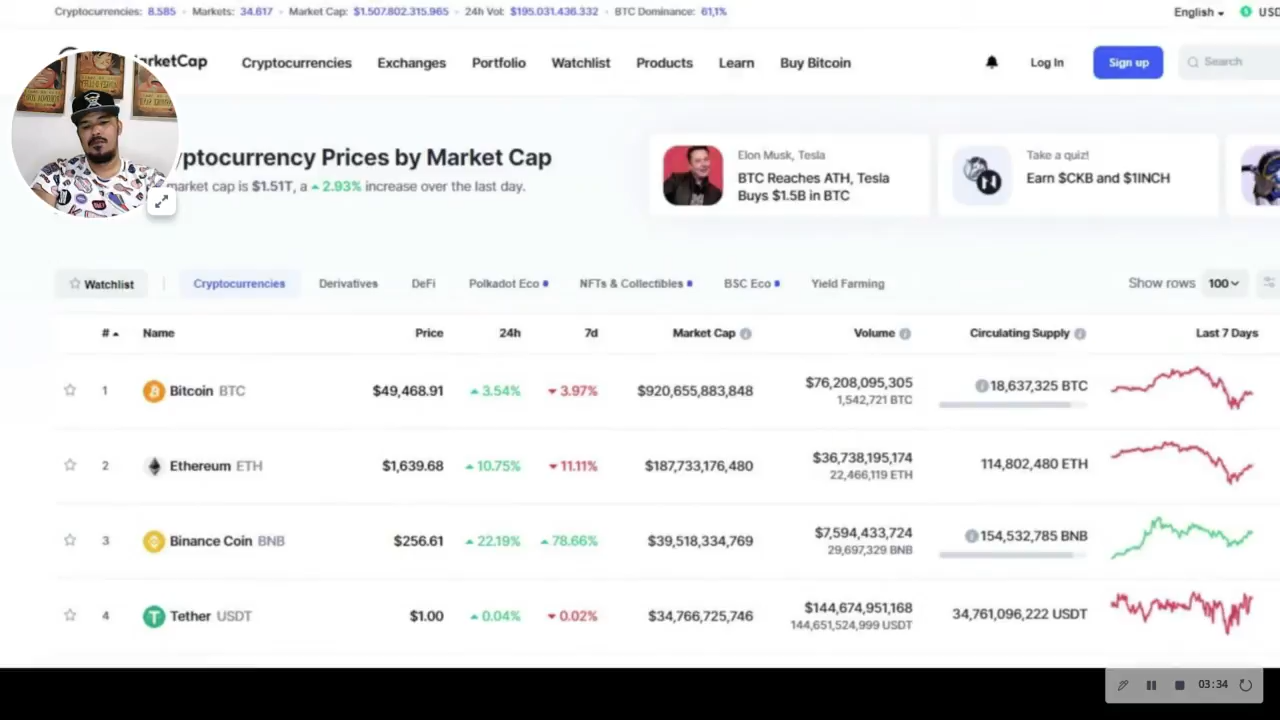 Cryptocurrencies: 8.585 Markets: 34.617 Market Cap: $1.507.802.315.965 24h Vol: $195.031.436.332 BTC Dominance: 61,1% English USD
MarketCap Cryptocurrencies Exchanges Portfolio Watchlist Products Learn Buy Bitcoin Log In Sign up Search
yptocurrency Prices by Market Cap
market cap is $1.51T, a 2.93% increase over the last day.
Elon Musk, Tesla
BTC Reaches ATH, Tesla
Buys $1.5B in BTC
Take a quiz!
Earn $CKB and $1INCH
Watchlist Cryptocurrencies Derivatives DeFi Polkadot Eco NFTs & Collectibles BSC Eco Yield Farming Show rows 100
# Name Price 24h 7d Market Cap Volume Circulating Supply Last 7 Days
1 Bitcoin BTC $49,468.91 3.54% 3.97% $920,655,883,848 $76,208,095,305 18,637,325 BTC
1,542,721 BTC
2 Ethereum ETH $1,639.68 10.75% 11.11% $187,733,176,480 $36,738,195,174 114,802,480 ETH
22,466,119 ETH
3 Binance Coin BNB $256.61 22.19% 78.66% $39,518,334,769 $7,594,433,724 154,532,785 BNB
29,697,329 BNB
4 Tether USDT $1.00 0.04% 0.02% $34,766,725,746 $144,674,951,168 34,761,096,222 USDT
144,651,524,999 USDT
03:34